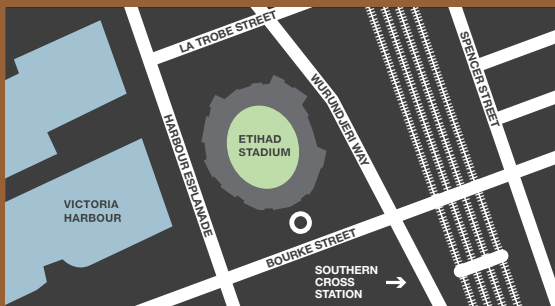 LA TROBE STREET
SPENCER STREET
WURUNDJERI WAY
HARBOUR ESPLANADE
ETIHAD
STADIUM
VICTORIA
HARBOUR
BOURKE STREET
SOUTHERN
CROSS
STATION